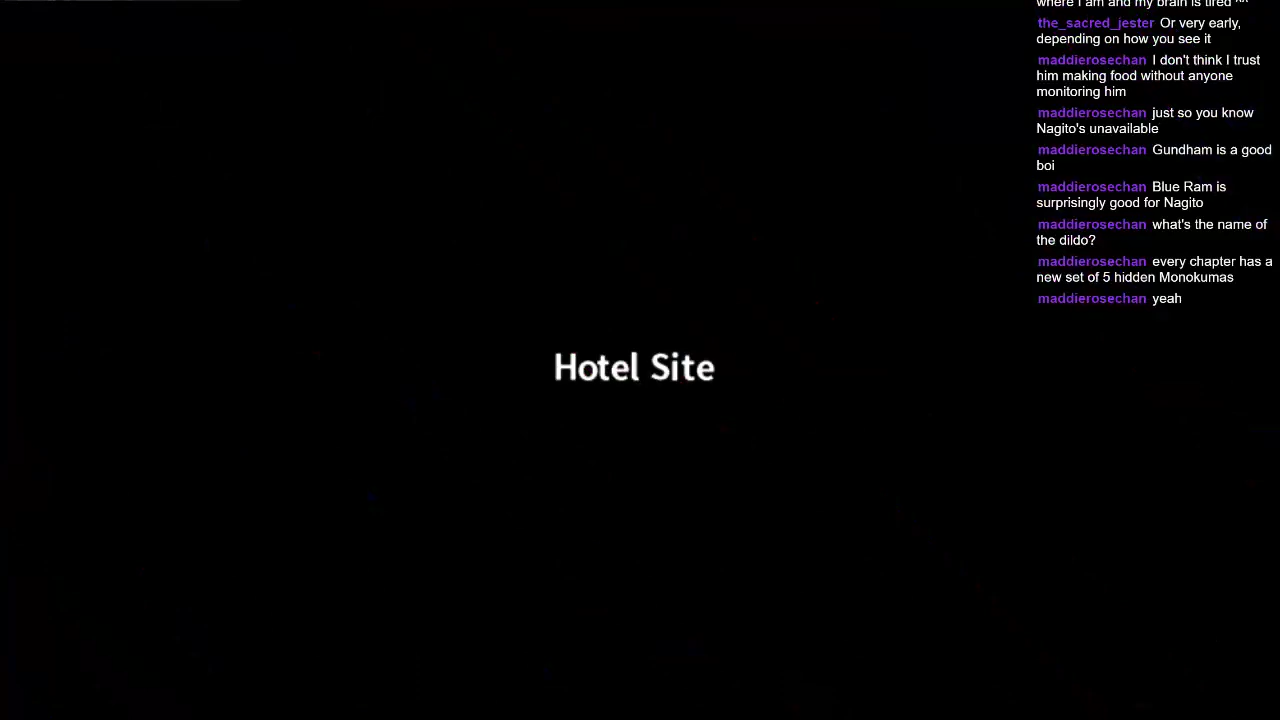 where I am and my brain is tired ^^
the_sacred_jester Or very early,
depending on how you see it
maddierosechan I don't think I trust
him making food without anyone
monitoring him
maddierosechan just so you know
Nagito's unavailable
maddierosechan Gundham is a good
boi
maddierosechan Blue Ram is
surprisingly good for Nagito
maddierosechan what's the name of
the dildo?
maddierosechan every chapter has a
new set of 5 hidden Monokumas
maddierosechan yeah
Hotel Site